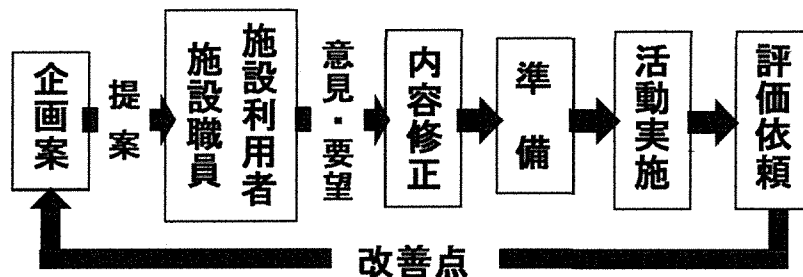 企画案
提案
施設利用者
施設職員
意見・要望
内容修正
準備
活動実施
評価依頼
改善点